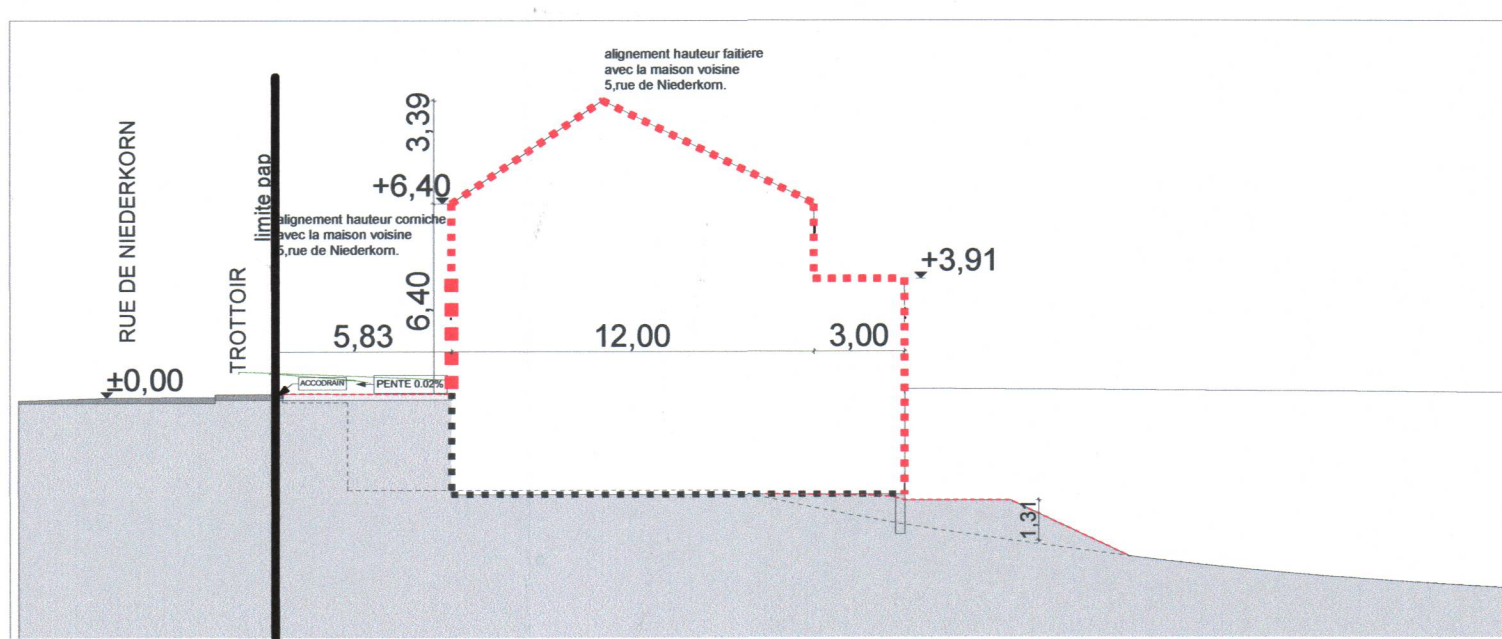 alignement hauteur faitiere
avec la maison voisine
5,rue de Niederkorn.
3,39
RUE DE NIEDERKORN
limite pap
+6,40
alignement hauteur corniche
avec la maison voisine
5,rue de Niederkorn.
+3,91
TROTTOIR
6,40
5,83
12,00
3,00
±0,00
ACCODRAIN
PENTE 0.02%
1,31